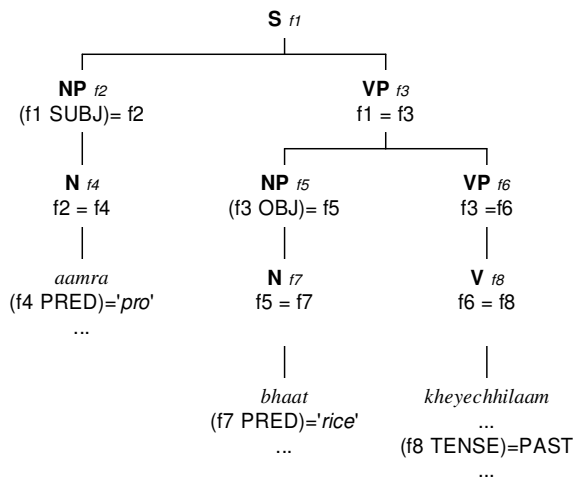 S f1
NP f2 VP f3
(f1 SUBJ)= f2 f1 = f3
N f4 NP f5 VP f6
f2 = f4 (f3 OBJ)= f5 f3 =f6
aamra N f7 V f8
(f4 PRED)='pro' f5 = f7 f6 = f8
...
bhaat kheyechhilaam
(f7 PRED)='rice' ...
... (f8 TENSE)=PAST
...